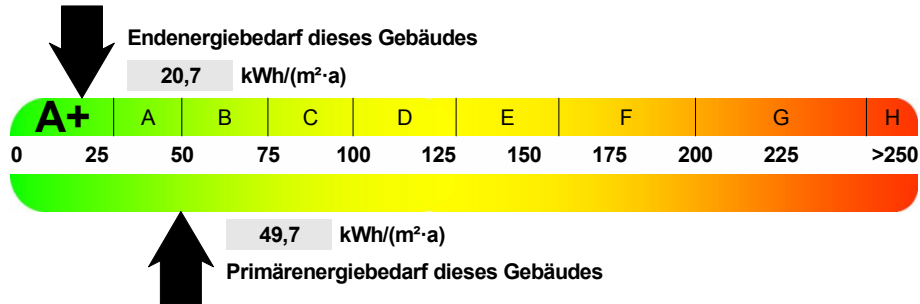 Endenergiebedarf dieses Gebäudes
20,7 kWh/(m²·a)
A+ A B C D E F G H
0 25 50 75 100 125 150 175 200 225 >250
49,7 kWh/(m²·a)
Primärenergiebedarf dieses Gebäudes